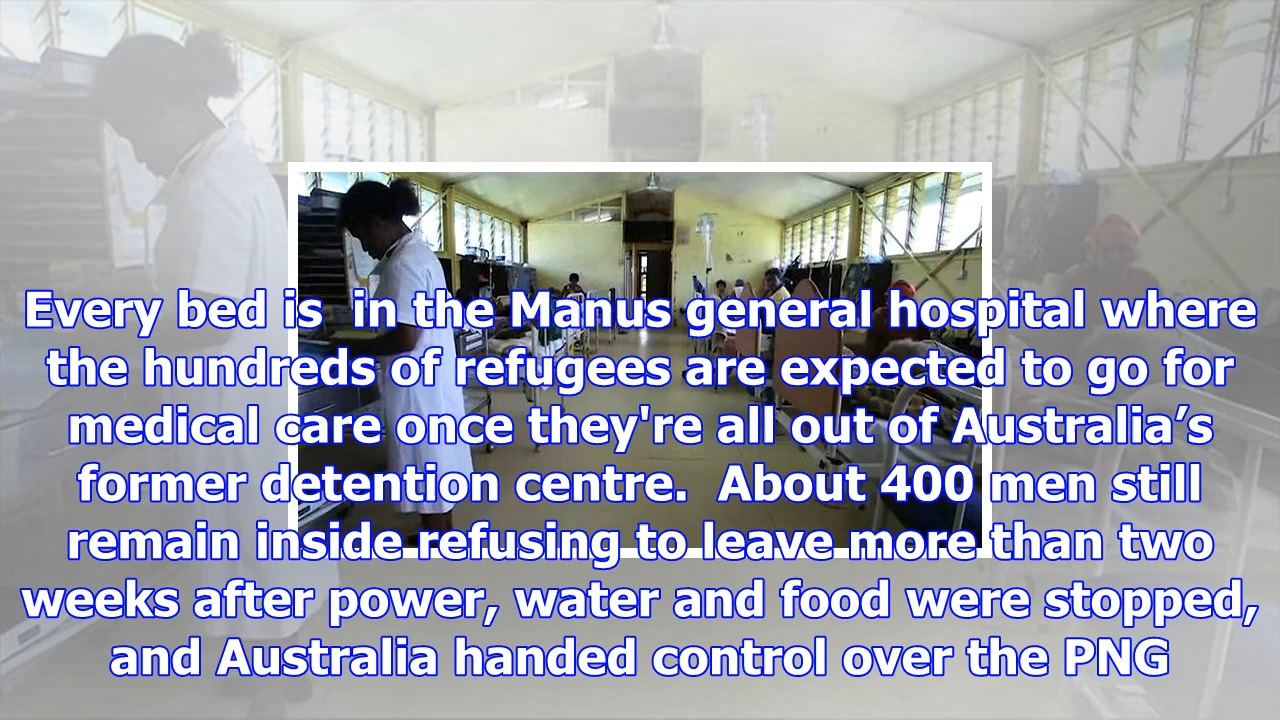 Every bed is  in the Manus general hospital where
the hundreds of refugees are expected to go for
medical care once they're all out of Australia’s
former detention centre.  About 400 men still
remain inside refusing to leave more than two
weeks after power, water and food were stopped,
and Australia handed control over the PNG